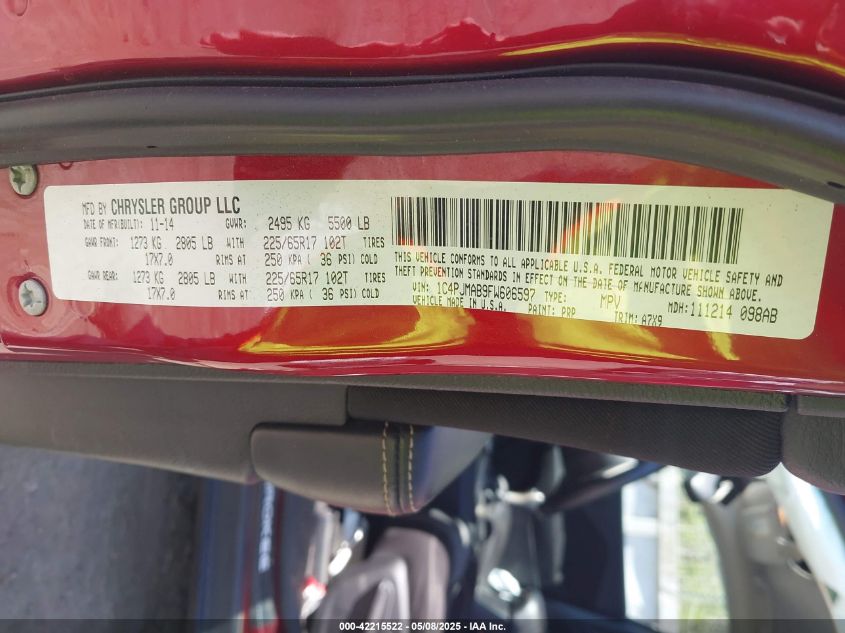 MFD BY CHRYSLER GROUP LLC
DATE OF MFR(BUILT): 11-14 GVWR: 2495 KG 5500 LB
GAWR FRONT: 1273 KG 2805 LB WITH 225/65R17 102T TIRES
17X7.0 RIMS AT 250 KPA ( 36 PSI) COLD
GAWR REAR: 1273 KG 2805 LB WITH 225/65R17 102T TIRES
17X7.0 RIMS AT 250 KPA ( 36 PSI) COLD
THIS VEHICLE CONFORMS TO ALL APPLICABLE U.S.A. FEDERAL MOTOR VEHICLE SAFETY AND
THEFT PREVENTION STANDARDS IN EFFECT ON THE DATE OF MANUFACTURE SHOWN ABOVE.
VIN: 1C4PJMAB9FW606597 TYPE: MPV MDH: 111214 098AB
VEHICLE MADE IN U.S.A. PAINT: PRP TRIM: A7X9
000-42215522 - 05/08/2025 - IAA Inc.